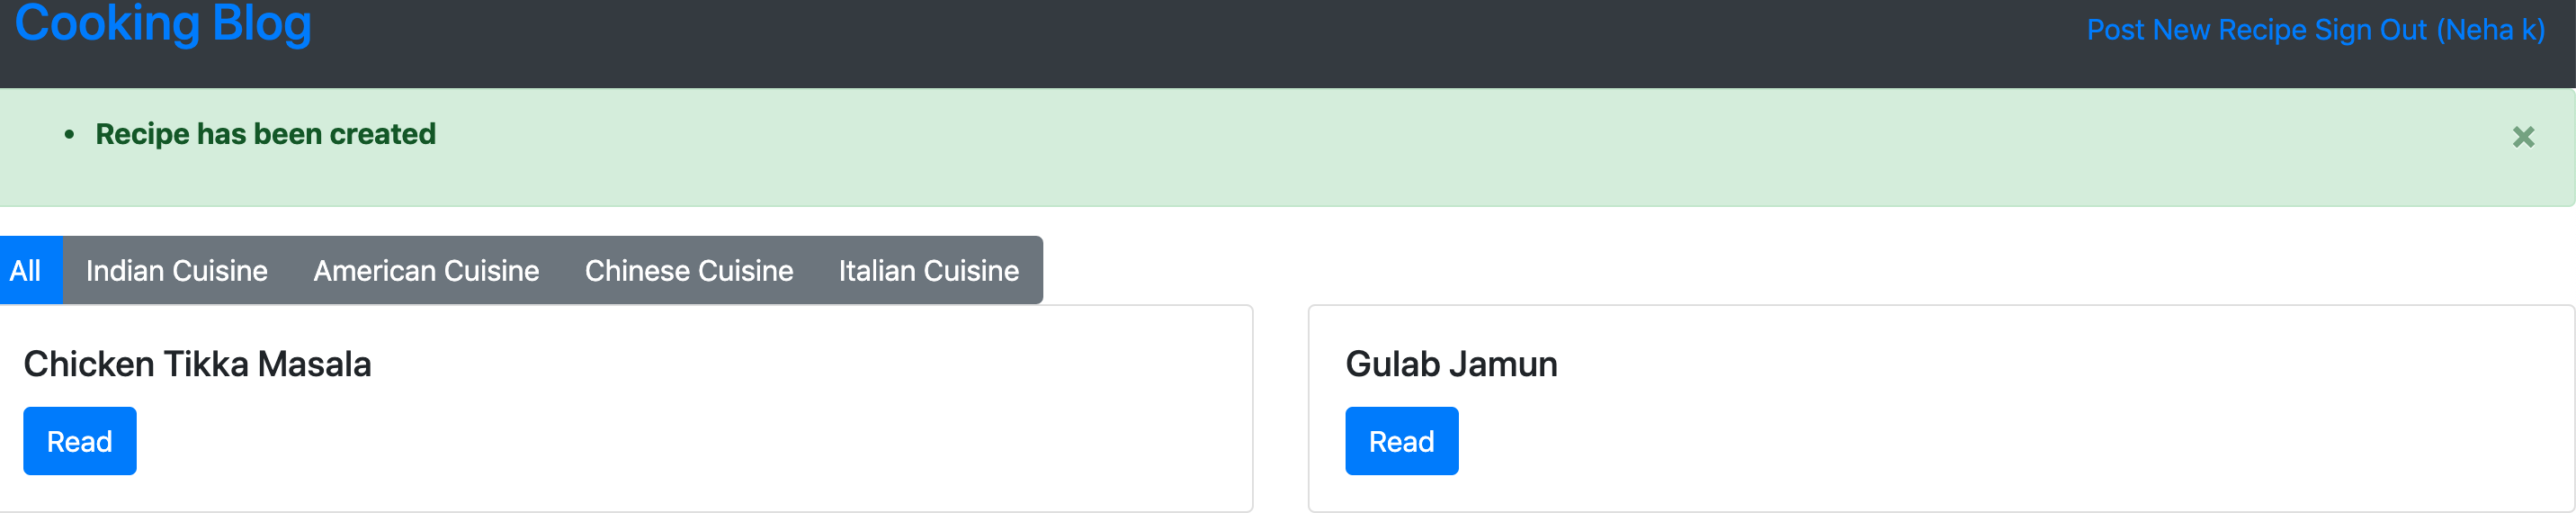 Cooking Blog
Post New Recipe Sign Out (Neha k)
• Recipe has been created
×
All Indian Cuisine American Cuisine Chinese Cuisine Italian Cuisine
Chicken Tikka Masala
Read
Gulab Jamun
Read